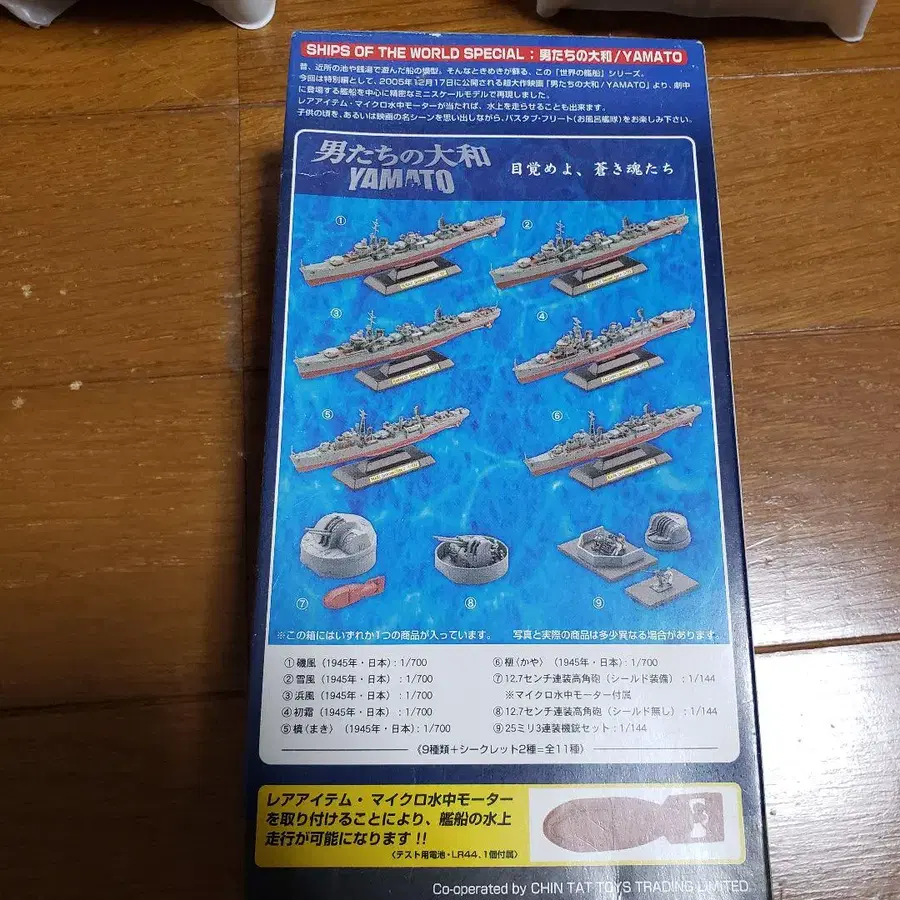 SHIPS OF THE WORLD SPECIAL : 男たちの大和/YAMATO
昔、近所の池や銭湯で遊んだ船の模型。そんなときめきが蘇る、この「世界の艦船」シリーズ。
今回は特別編として、2005年12月17日に公開される超大作映画「男たちの大和/YAMATO」より、劇中
に登場する艦船を中心に精密なミニスケールモデルで再現しました。
レアアイテム・マイクロ水中モーターが当たれば、水上を走らせることも出来ます。
子供の頃を、あるいは映画の名シーンを思い出しながら、バスタブ・フリート(お風呂艦隊)をお楽しみ下さい。
男たちの大和
YAMATO
目覚めよ、蒼き魂たち
① ②
③ ④
⑤ ⑥
⑦ ⑧ ⑨
※この箱にはいずれか1つの商品が入っています。 写真と実際の商品は多少異なる場合があります。
①磯風(1945年・日本):1/700
②雪風(1945年・日本):1/700
③浜風(1945年・日本):1/700
④初霜(1945年・日本):1/700
⑤槙(まき)(1945年・日本):1/700
⑥榧(かや)(1945年・日本):1/700
⑦12.7センチ連装高角砲(シールド装備):1/144
※マイクロ水中モーター付属
⑧12.7センチ連装高角砲(シールド無し):1/144
⑨25ミリ3連装機銃セット:1/144
《9種類+シークレット2種=全11種》
レアアイテム・マイクロ水中モーター
を取り付けることにより、艦船の水上
走行が可能になります!!
〈テスト用電池・LR44、1個付属〉
Co-operated by CHIN TAT TOYS TRADING LIMITED